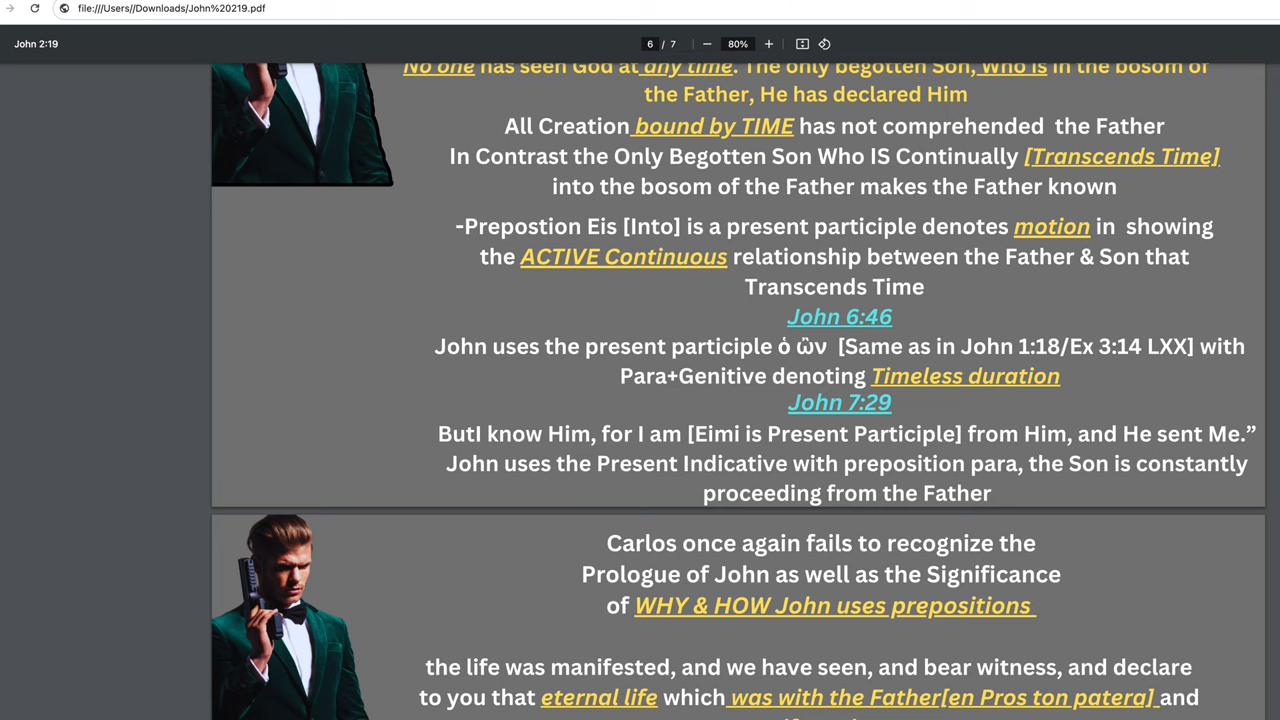 file:///Users//Downloads/John%20219.pdf
John 2:19
6 / 7
80%
No one has seen God at any time. The only begotten Son, Who is in the bosom of
the Father, He has declared Him
All Creation bound by TIME has not comprehended the Father
In Contrast the Only Begotten Son Who IS Continually [Transcends Time]
into the bosom of the Father makes the Father known
-Prepostion Eis [Into] is a present participle denotes motion in showing
the ACTIVE Continuous relationship between the Father & Son that
Transcends Time
John 6:46
John uses the present participle ὁ ὢν [Same as in John 1:18/Ex 3:14 LXX] with
Para+Genitive denoting Timeless duration
John 7:29
ButI know Him, for I am [Eimi is Present Participle] from Him, and He sent Me.”
John uses the Present Indicative with preposition para, the Son is constantly
proceeding from the Father
Carlos once again fails to recognize the
Prologue of John as well as the Significance
of WHY & HOW John uses prepositions
the life was manifested, and we have seen, and bear witness, and declare
to you that eternal life which was with the Father[en Pros ton patera] and